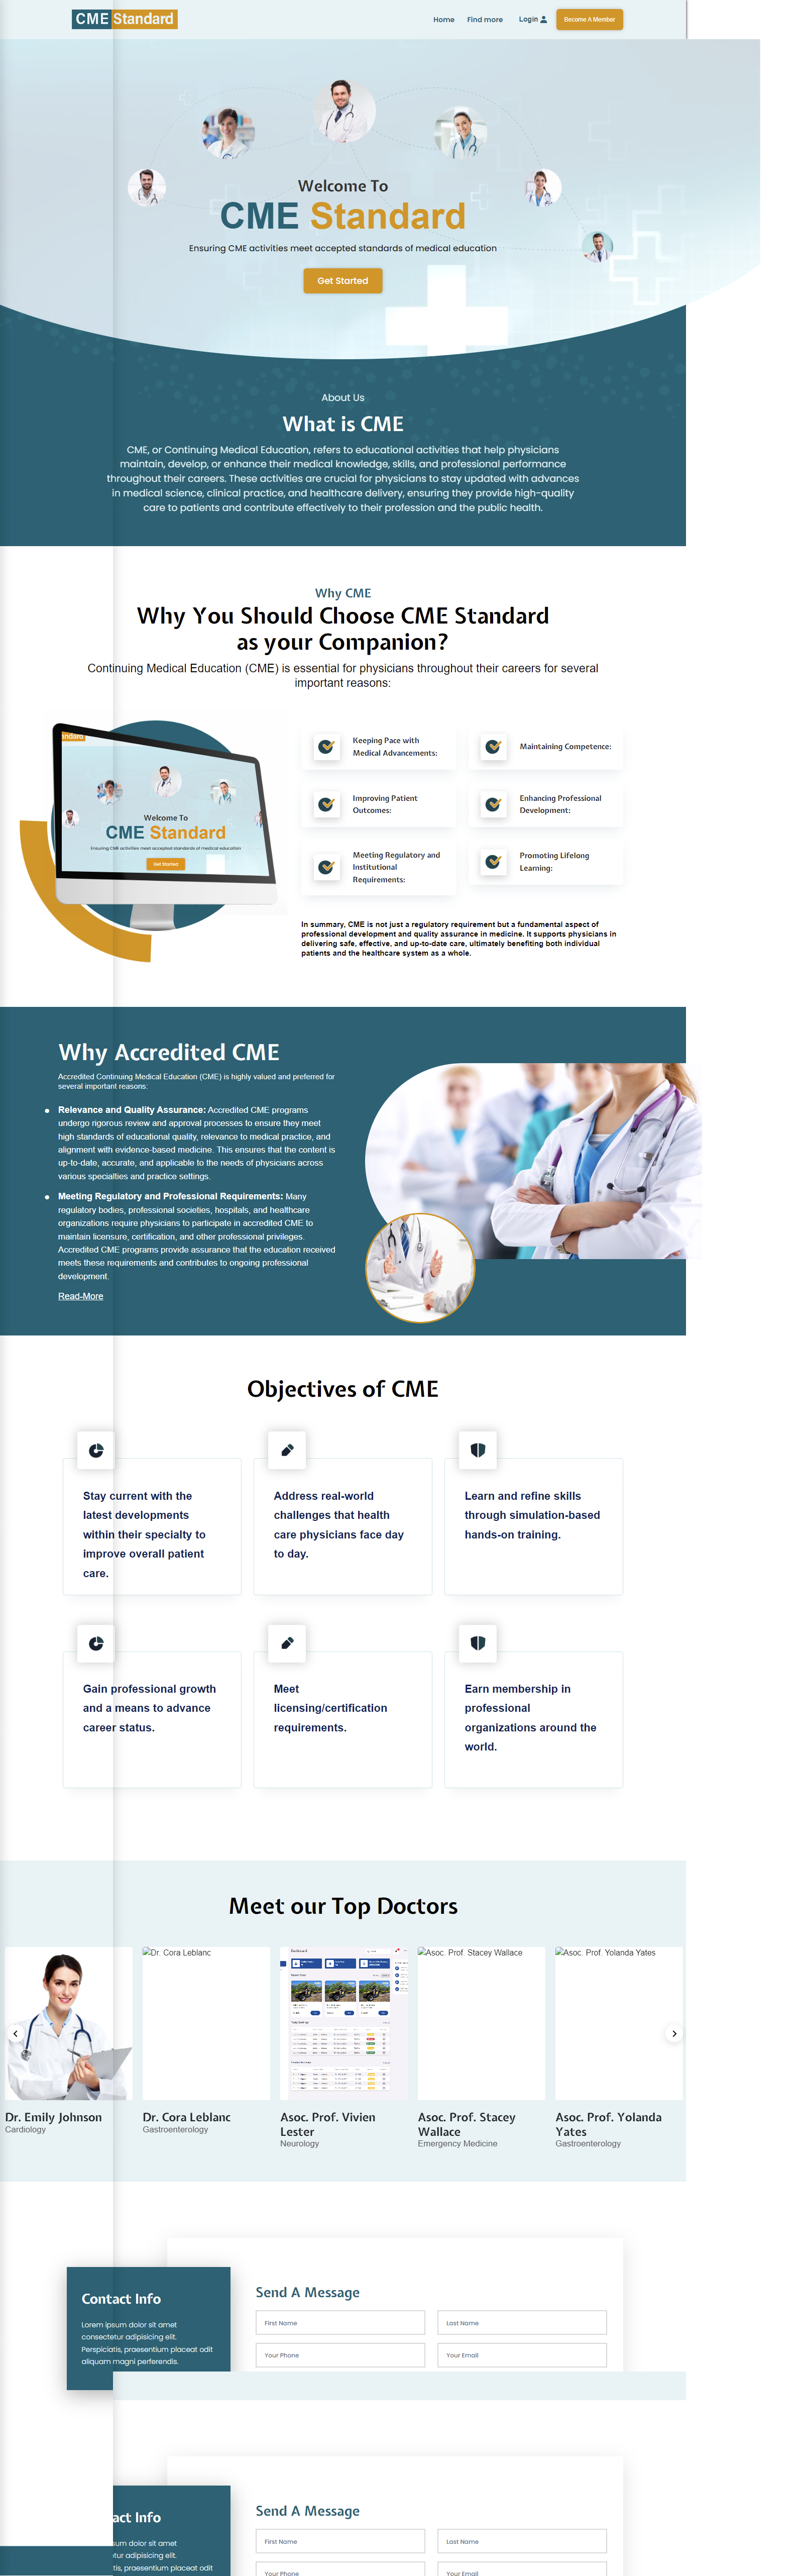 CME Standard
Home Find more Login Become A Member
Welcome To
CME Standard
Ensuring CME activities meet accepted standards of medical education
Get Started
About Us
What is CME
CME, or Continuing Medical Education, refers to educational activities that help physicians
maintain, develop, or enhance their medical knowledge, skills, and professional performance
throughout their careers. These activities are crucial for physicians to stay updated with advances
in medical science, clinical practice, and healthcare delivery, ensuring they provide high-quality
care to patients and contribute effectively to their profession and the public health.
Why CME
Why You Should Choose CME Standard
as your Companion?
Continuing Medical Education (CME) is essential for physicians throughout their careers for several
important reasons:
andard
Welcome To
CME Standard
Ensuring CME activities meet accepted standards of medical education
Get Started
Keeping Pace with
Medical Advancements:
Maintaining Competence:
Improving Patient
Outcomes:
Enhancing Professional
Development:
Meeting Regulatory and
Institutional
Requirements:
Promoting Lifelong
Learning:
In summary, CME is not just a regulatory requirement but a fundamental aspect of
professional development and quality assurance in medicine. It supports physicians in
delivering safe, effective, and up-to-date care, ultimately benefiting both individual
patients and the healthcare system as a whole.
Why Accredited CME
Accredited Continuing Medical Education (CME) is highly valued and preferred for
several important reasons:
Relevance and Quality Assurance: Accredited CME programs
undergo rigorous review and approval processes to ensure they meet
high standards of educational quality, relevance to medical practice, and
alignment with evidence-based medicine. This ensures that the content is
up-to-date, accurate, and applicable to the needs of physicians across
various specialties and practice settings.
Meeting Regulatory and Professional Requirements: Many
regulatory bodies, professional societies, hospitals, and healthcare
organizations require physicians to participate in accredited CME to
maintain licensure, certification, and other professional privileges.
Accredited CME programs provide assurance that the education received
meets these requirements and contributes to ongoing professional
development.
Read-More
Objectives of CME
Stay current with the
latest developments
within their specialty to
improve overall patient
care.
Address real-world
challenges that health
care physicians face day
to day.
Learn and refine skills
through simulation-based
hands-on training.
Gain professional growth
and a means to advance
career status.
Meet
licensing/certification
requirements.
Earn membership in
professional
organizations around the
world.
Meet our Top Doctors
Dr. Cora Leblanc
Dashboard
Asoc. Prof. Stacey Wallace
Asoc. Prof. Yolanda Yates
Dr. Emily Johnson
Cardiology
Dr. Cora Leblanc
Gastroenterology
Asoc. Prof. Vivien
Lester
Neurology
Asoc. Prof. Stacey
Wallace
Emergency Medicine
Asoc. Prof. Yolanda
Yates
Gastroenterology
Contact Info
Lorem ipsum dolor sit amet
consectetur adipisicing elit.
Perspiciatis, praesentium placeat odit
aliquam magni perferendis.
Send A Message
First Name Last Name
Your Phone Your Email
act Info
sum dolor sit amet
tur adipisicing elit.
tis, praesentium placeat odit
Send A Message
First Name Last Name
Your Phone Your Email